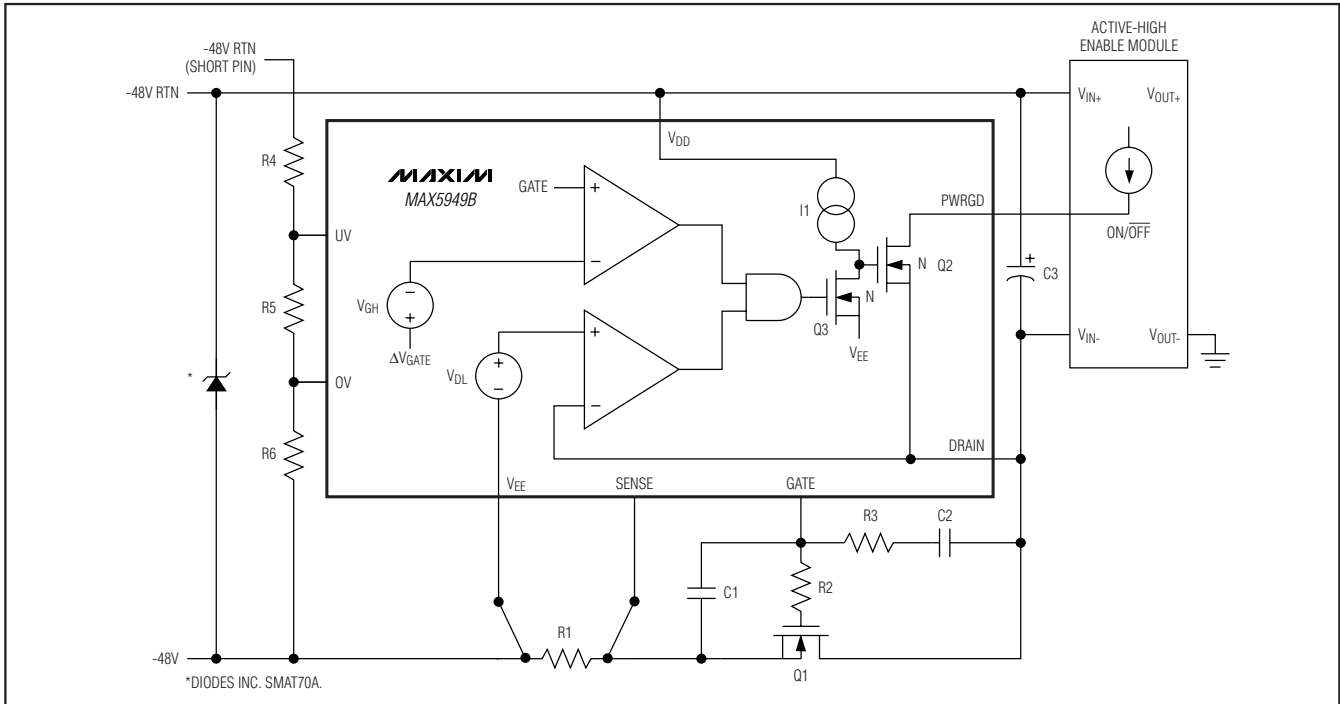 ACTIVE-HIGH
ENABLE MODULE
-48V RTN
(SHORT PIN)
-48V RTN
VIN+
VOUT+
VDD
R4
MAXIM
MAX5949B
GATE
+
−
I1
PWRGD
ON/OFF
UV
N
Q2
+
C3
R5
VGH
−
+
N
Q3
VEE
VIN-
VOUT-
ΔVGATE
+
VDL
+
−
−
*
OV
R6
DRAIN
VEE
SENSE
GATE
R3
C2
C1
R2
R1
-48V
Q1
*DIODES INC. SMAT70A.